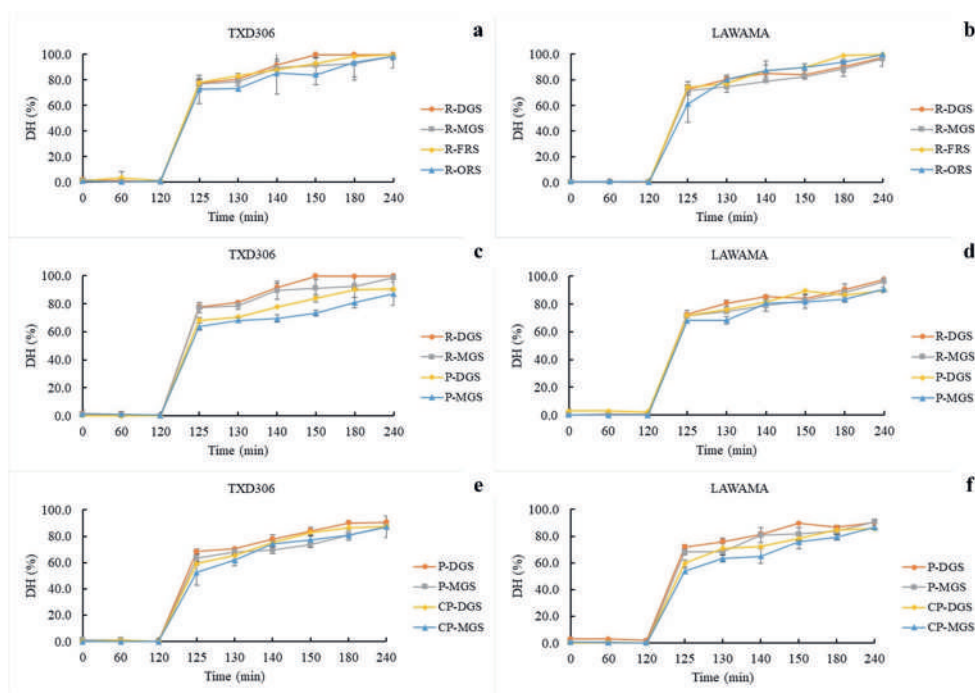 TXD306
a
100.0
80.0
60.0
40.0
20.0
0.0
DH (%)
0 60 120 125 130 140 150 180 240
Time (min)
R-DGS
R-MGS
R-FRS
R-ORS
LAWAMA
b
100.0
80.0
60.0
40.0
20.0
0.0
DH (%)
0 60 120 125 130 140 150 180 240
Time (min)
R-DGS
R-MGS
R-FRS
R-ORS
TXD306
c
100.0
80.0
60.0
40.0
20.0
0.0
DH (%)
0 60 120 125 130 140 150 180 240
Time (min)
R-DGS
R-MGS
P-DGS
P-MGS
LAWAMA
d
100.0
80.0
60.0
40.0
20.0
0.0
DH (%)
0 60 120 125 130 140 150 180 240
Time (min)
R-DGS
R-MGS
P-DGS
P-MGS
TXD306
e
100.0
80.0
60.0
40.0
20.0
0.0
DH (%)
0 60 120 125 130 140 150 180 240
Time (min)
P-DGS
P-MGS
CP-DGS
CP-MGS
LAWAMA
f
100.0
80.0
60.0
40.0
20.0
0.0
DH (%)
0 60 120 125 130 140 150 180 240
Time (min)
P-DGS
P-MGS
CP-DGS
CP-MGS